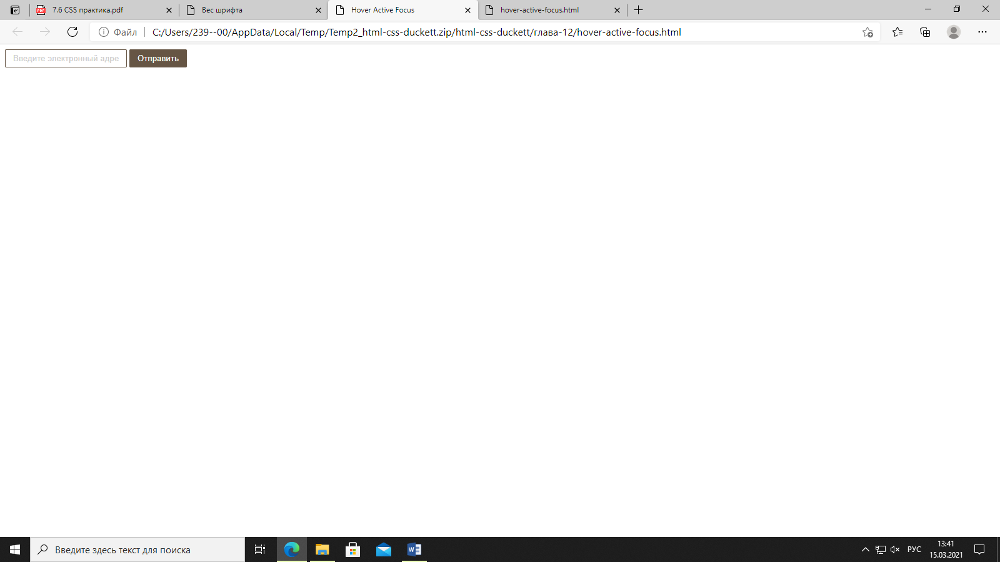 7.6 CSS практика.pdf
Вес шрифта
Hover Active Focus
hover-active-focus.html
Файл
C:/Users/239--00/AppData/Local/Temp/Temp2_html-css-duckett.zip/html-css-duckett/глава-12/hover-active-focus.html
Введите электронный адре
Отправить
Введите здесь текст для поиска
РУС
13:41
15.03.2021